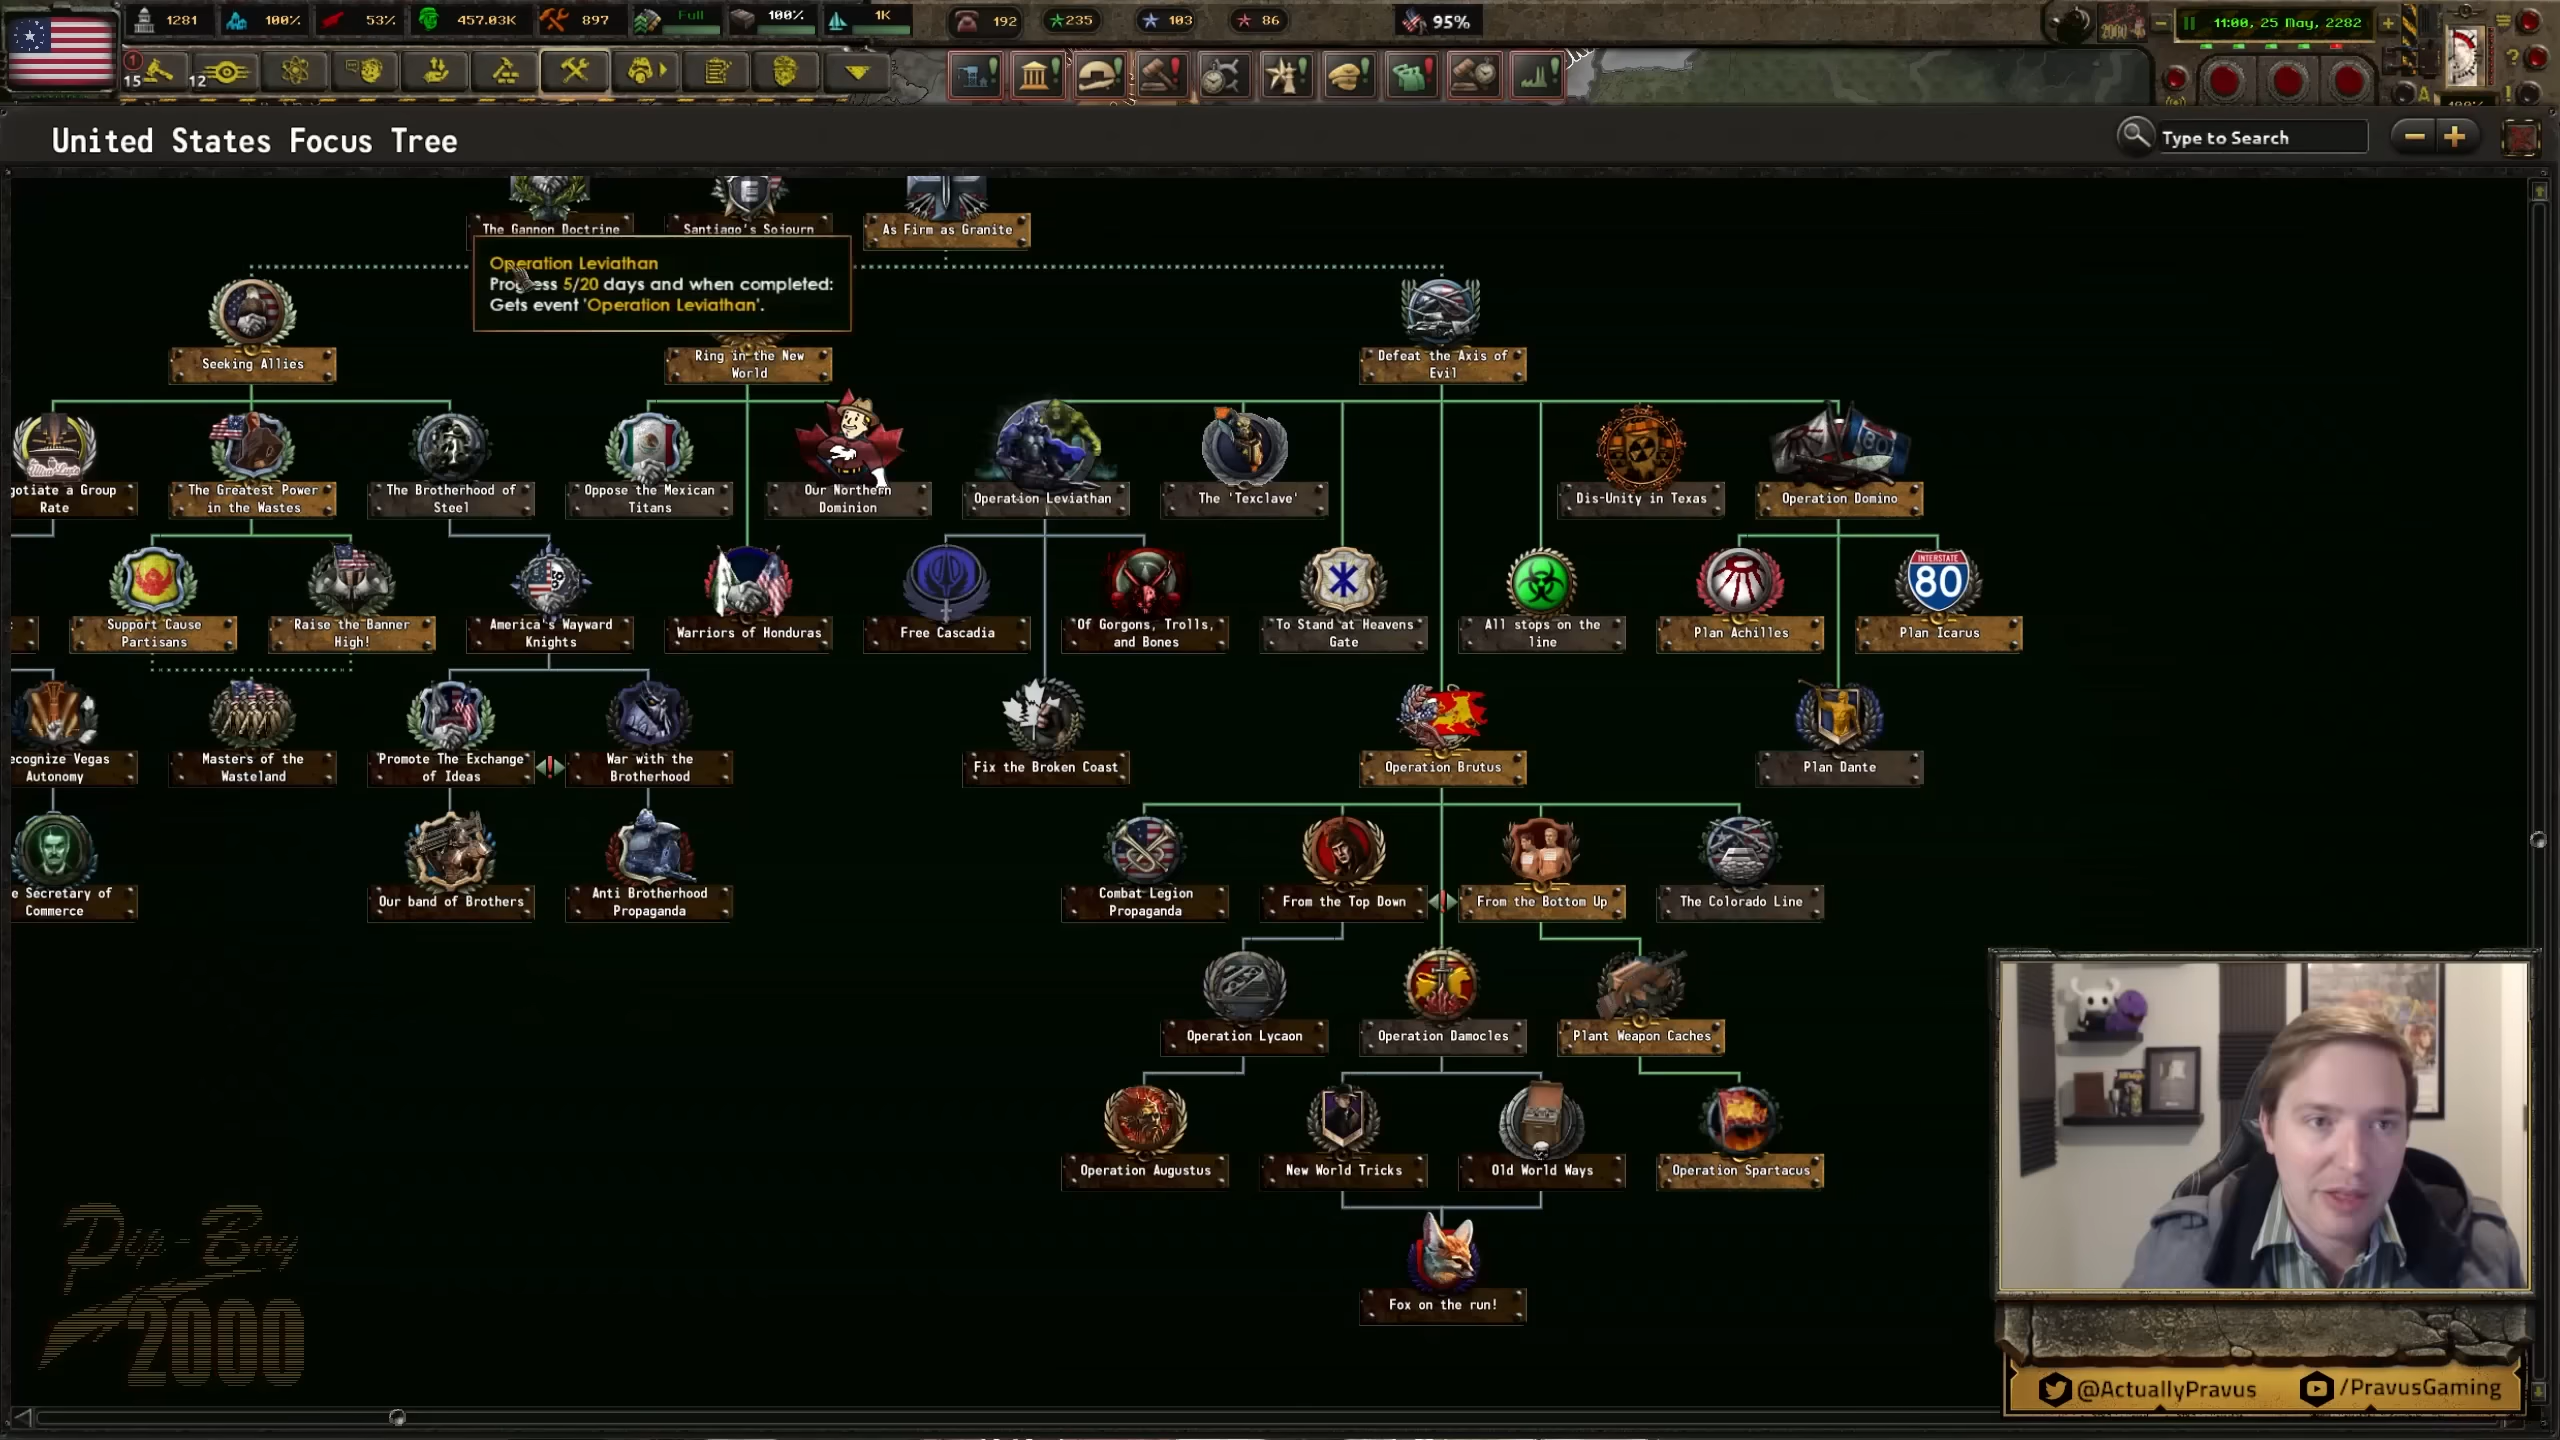 1281
100%
53%
457.03K
897
Full
100%
1K
192
235
103
86
95%
11:00, 25 May, 2282
1
15
12
United States Focus Tree
Type to Search
The Gannon Doctrine
Santiago's Sojourn
As Firm as Granite
Operation Leviathan
Progress 5/20 days and when completed:
Gets event 'Operation Leviathan'.
Seeking Allies
Ring in the New
World
Defeat the Axis of
Evil
gotiate a Group
Rate
The Greatest Power
in the Wastes
The Brotherhood of
Steel
Oppose the Mexican
Titans
Our Northern
Dominion
Operation Leviathan
The 'Texclave'
Dis-Unity in Texas
Operation Domino
80
Support Cause
Partisans
Raise the Banner
High!
America's Wayward
Knights
Warriors of Honduras
Free Cascadia
Of Gorgons, Trolls,
and Bones
To Stand at Heavens
Gate
All stops on the
line
Plan Achilles
INTERSTATE
80
Plan Icarus
ecognize Vegas
Autonomy
Masters of the
Wasteland
Promote The Exchange
of Ideas
War with the
Brotherhood
Fix the Broken Coast
Operation Brutus
Plan Dante
e Secretary of
Commerce
Our band of Brothers
Anti Brotherhood
Propaganda
Combat Legion
Propaganda
From the Top Down
From the Bottom Up
The Colorado Line
Operation Lycaon
Operation Damocles
Plant Weapon Caches
Operation Augustus
New World Tricks
Old World Ways
Operation Spartacus
Fox on the run!
Pip-Boy
2000
@ActuallyPravus
/PravusGaming